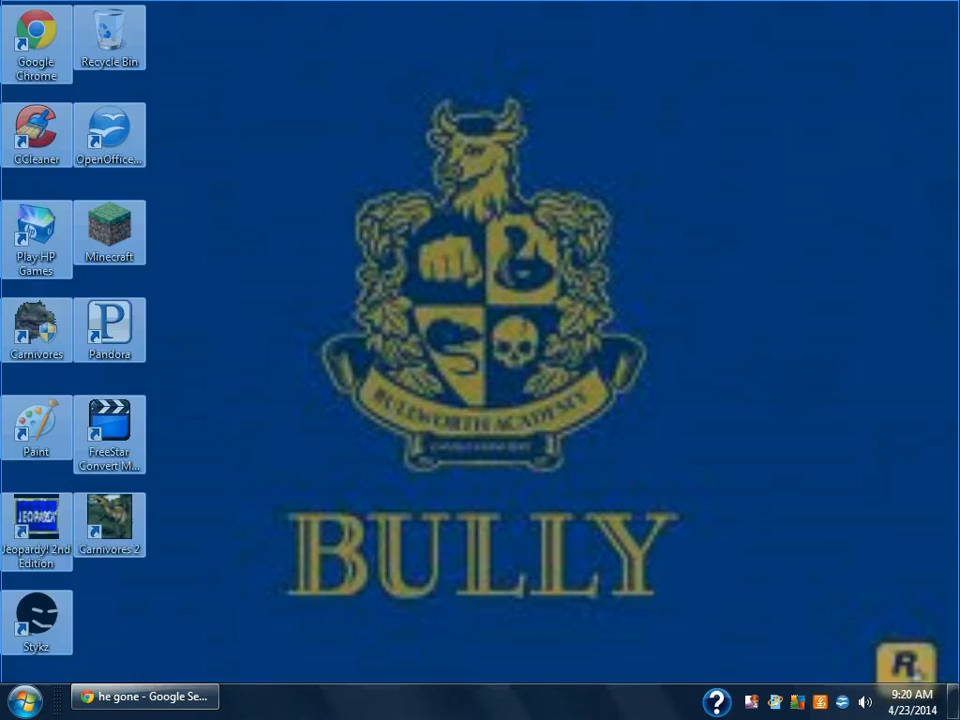 Google
Chrome
Recycle Bin
CCleaner
OpenOffice...
Play HP
Games
Minecraft
Carnivores
Pandora
Paint
FreeStar
Convert M...
JEOPARDY!
Jeopardy! 2nd
Edition
Carnivores 2
Stykz
BULLWORTH ACADEMY
BULLY
R
he gone - Google Se...
9:20 AM
4/23/2014